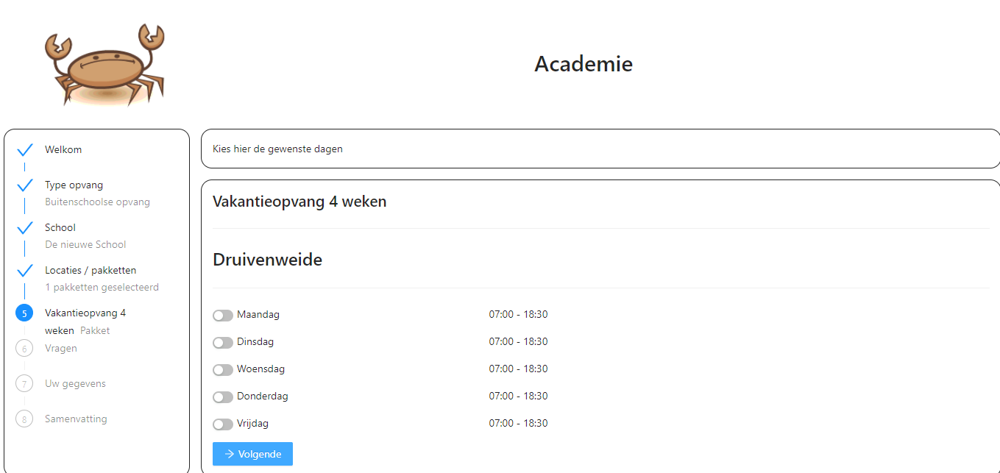 Academie
Welkom
Type opvang
Buitenschoolse opvang
School
De nieuwe School
Locaties / pakketten
1 pakketten geselecteerd
5 Vakantieopvang 4
weken Pakket
6 Vragen
7 Uw gegevens
8 Samenvatting
Kies hier de gewenste dagen
Vakantieopvang 4 weken
Druivenweide
Maandag 07:00 - 18:30
Dinsdag 07:00 - 18:30
Woensdag 07:00 - 18:30
Donderdag 07:00 - 18:30
Vrijdag 07:00 - 18:30
Volgende